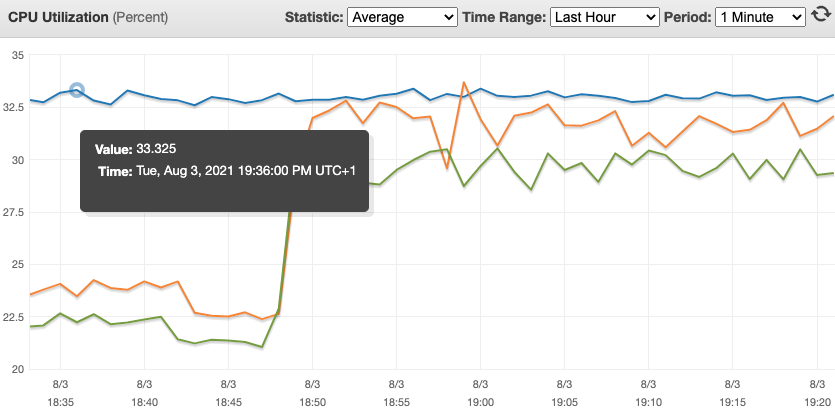 CPU Utilization (Percent) Statistic: Average Time Range: Last Hour Period: 1 Minute
35
32.5
Value: 33.325
30
Time: Tue, Aug 3, 2021 19:36:00 PM UTC+1
27.5
25
22.5
20
8/3 8/3 8/3 8/3 8/3 8/3 8/3 8/3 8/3 8/3
18:35 18:40 18:45 18:50 18:55 19:00 19:05 19:10 19:15 19:20